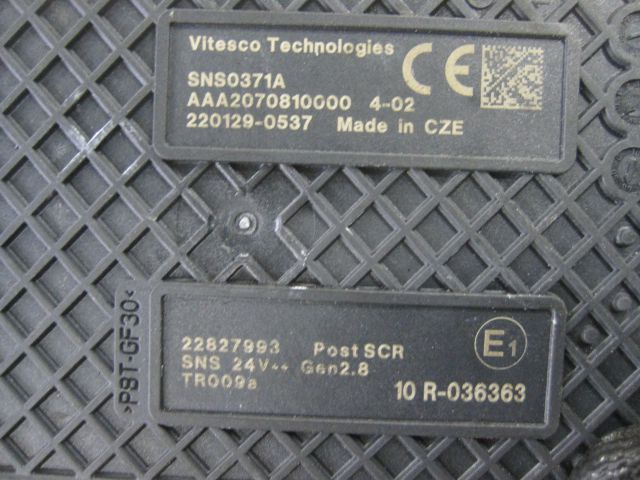 Vitesco Technologies
CE
SNS0371A
AAA2070810000 4-02
220129-0537 Made in CZE
>PBT-GF30<
22827993 Post SCR
E1
SNS 24V-- Gen2.8
TR009a
10 R-036363